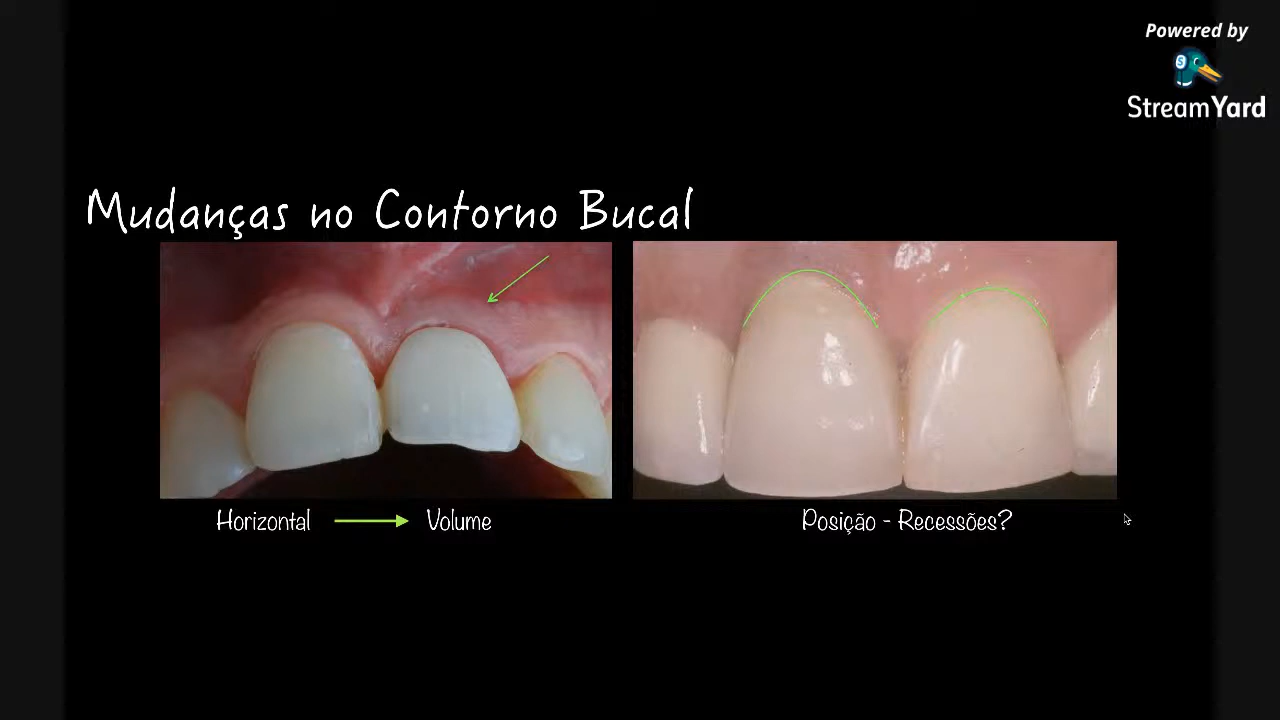 Powered by
StreamYard
Mudanças no Contorno Bucal
Horizontal
Volume
Posição - Recessões?